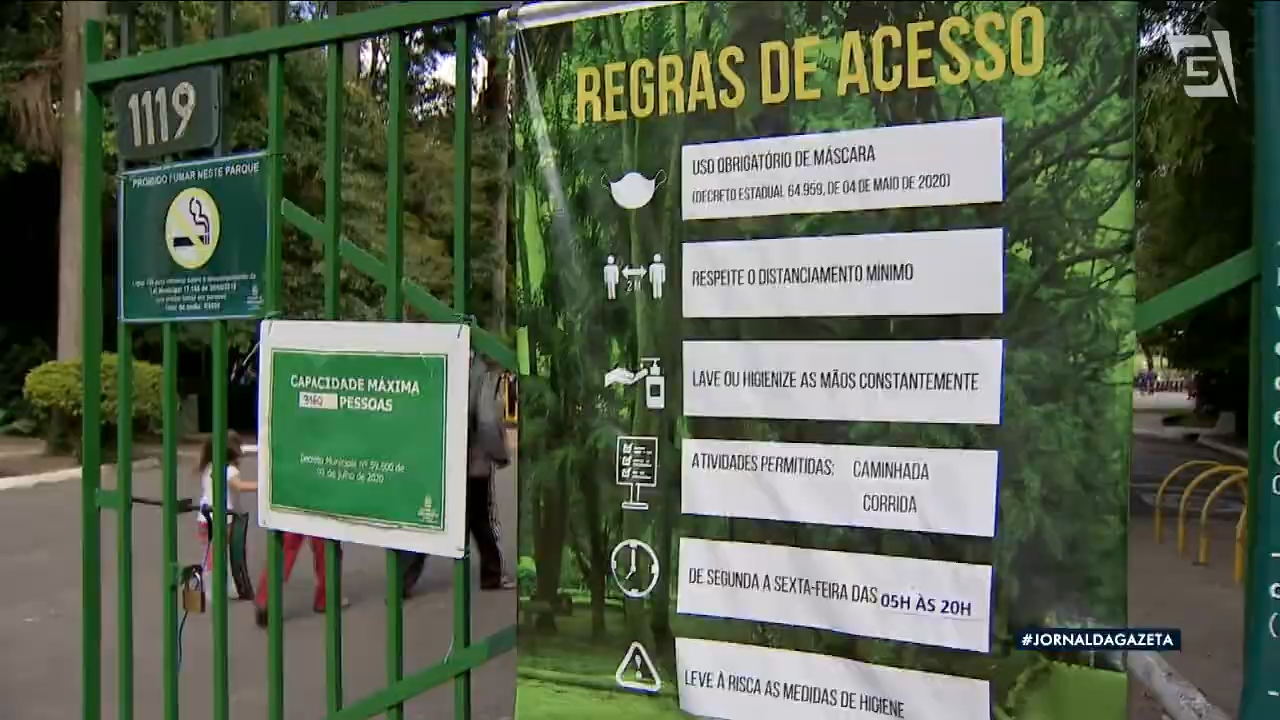 1119
PROIBIDO FUMAR NESTE PARQUE
CAPACIDADE MÁXIMA
PESSOAS
Decreto Municipal nº 59.600 de
de julho de 2020
REGRAS DE ACESSO
USO OBRIGATÓRIO DE MÁSCARA
(DECRETO ESTADUAL 64.959, DE 04 DE MAIO DE 2020)
2M
RESPEITE O DISTANCIAMENTO MÍNIMO
LAVE OU HIGIENIZE AS MÃOS CONSTANTEMENTE
ATIVIDADES PERMITIDAS: CAMINHADA
CORRIDA
DE SEGUNDA A SEXTA-FEIRA DAS 05H ÀS 20H
LEVE À RISCA AS MEDIDAS DE HIGIENE
#JORNALDAGAZETA